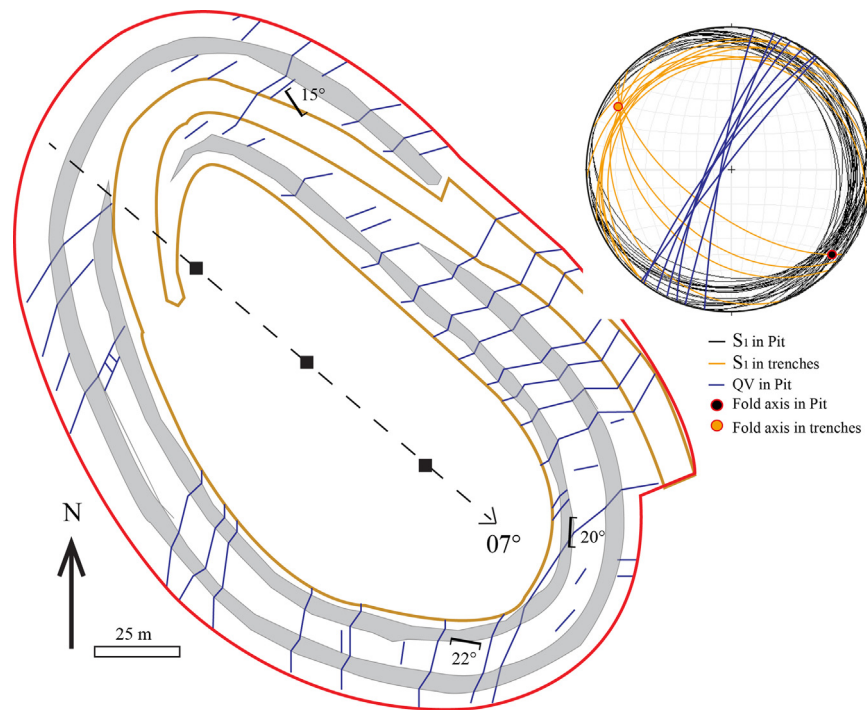 15°
S1 in Pit
S1 in trenches
QV in Pit
Fold axis in Pit
Fold axis in trenches
N
07°
20°
25 m
22°